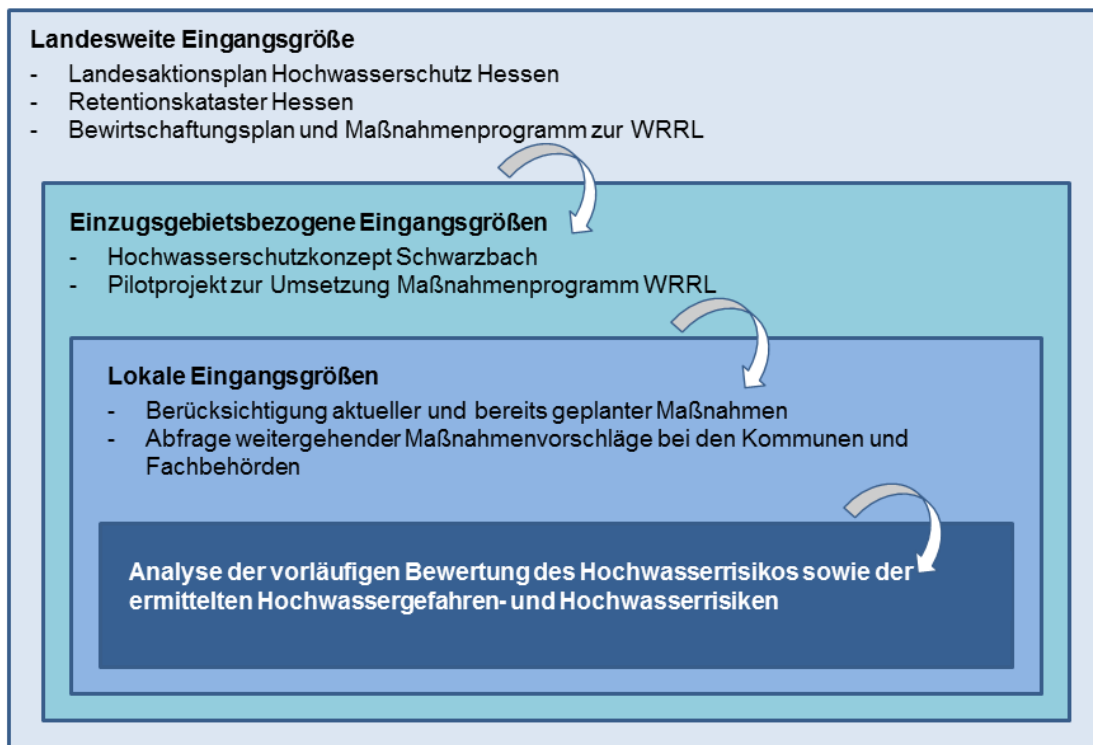 Landesweite Eingangsgröße
- Landesaktionsplan Hochwasserschutz Hessen
- Retentionskataster Hessen
- Bewirtschaftungsplan und Maßnahmenprogramm zur WRRL
Einzugsgebietsbezogene Eingangsgrößen
- Hochwasserschutzkonzept Schwarzbach
- Pilotprojekt zur Umsetzung Maßnahmenprogramm WRRL
Lokale Eingangsgrößen
- Berücksichtigung aktueller und bereits geplanter Maßnahmen
- Abfrage weitergehender Maßnahmenvorschläge bei den Kommunen und
Fachbehörden
Analyse der vorläufigen Bewertung des Hochwasserrisikos sowie der
ermittelten Hochwassergefahren- und Hochwasserrisiken